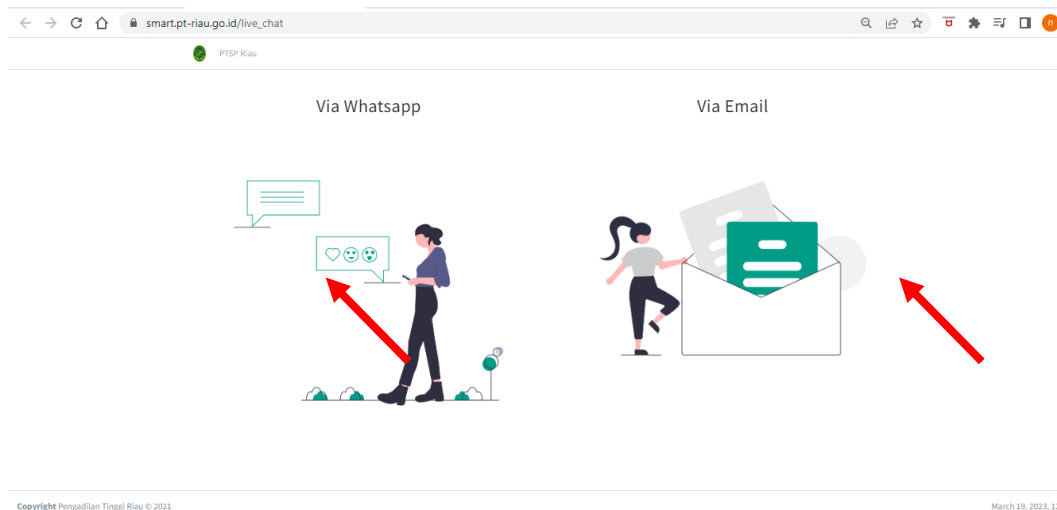 smart.pt-riau.go.id/live_chat
n
PTSP Riau
Via Whatsapp
Via Email
Copyright Pengadilan Tinggi Riau © 2021
March 19, 2023, 12